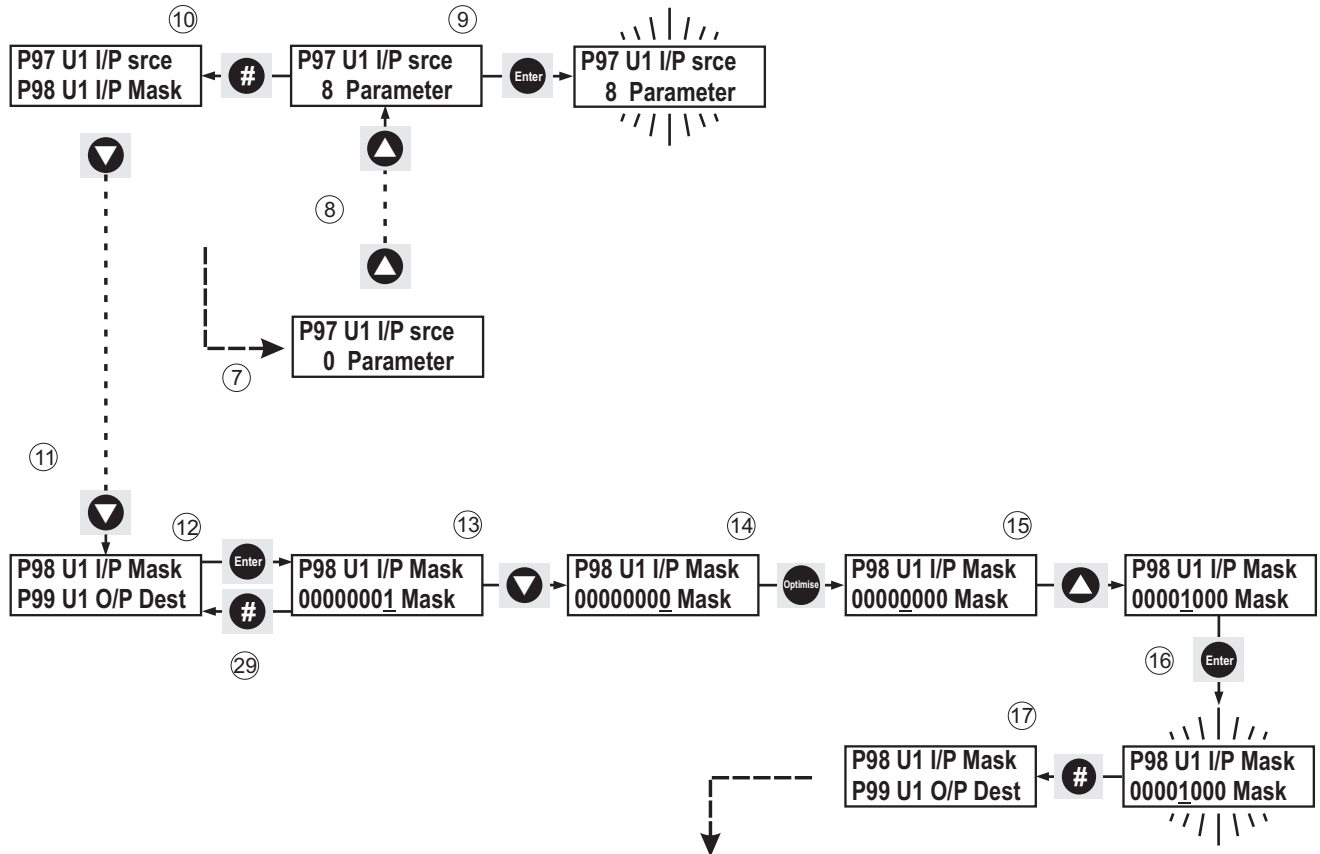 10
9
P97 U1 I/P srce
P98 U1 I/P Mask
#
P97 U1 I/P srce
8 Parameter
Enter
P97 U1 I/P srce
8 Parameter
8
P97 U1 I/P srce
0 Parameter
7
11
12
13
14
15
P98 U1 I/P Mask
P99 U1 O/P Dest
Enter
#
P98 U1 I/P Mask
00000001 Mask
P98 U1 I/P Mask
00000000 Mask
Optimise
P98 U1 I/P Mask
00000000 Mask
P98 U1 I/P Mask
00001000 Mask
29
16
Enter
17
P98 U1 I/P Mask
P99 U1 O/P Dest
#
P98 U1 I/P Mask
00001000 Mask